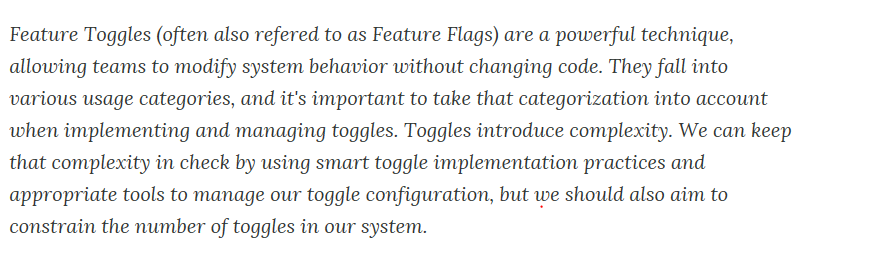 Feature Toggles (often also refered to as Feature Flags) are a powerful technique,
allowing teams to modify system behavior without changing code. They fall into
various usage categories, and it's important to take that categorization into account
when implementing and managing toggles. Toggles introduce complexity. We can keep
that complexity in check by using smart toggle implementation practices and
appropriate tools to manage our toggle configuration, but we should also aim to
constrain the number of toggles in our system.